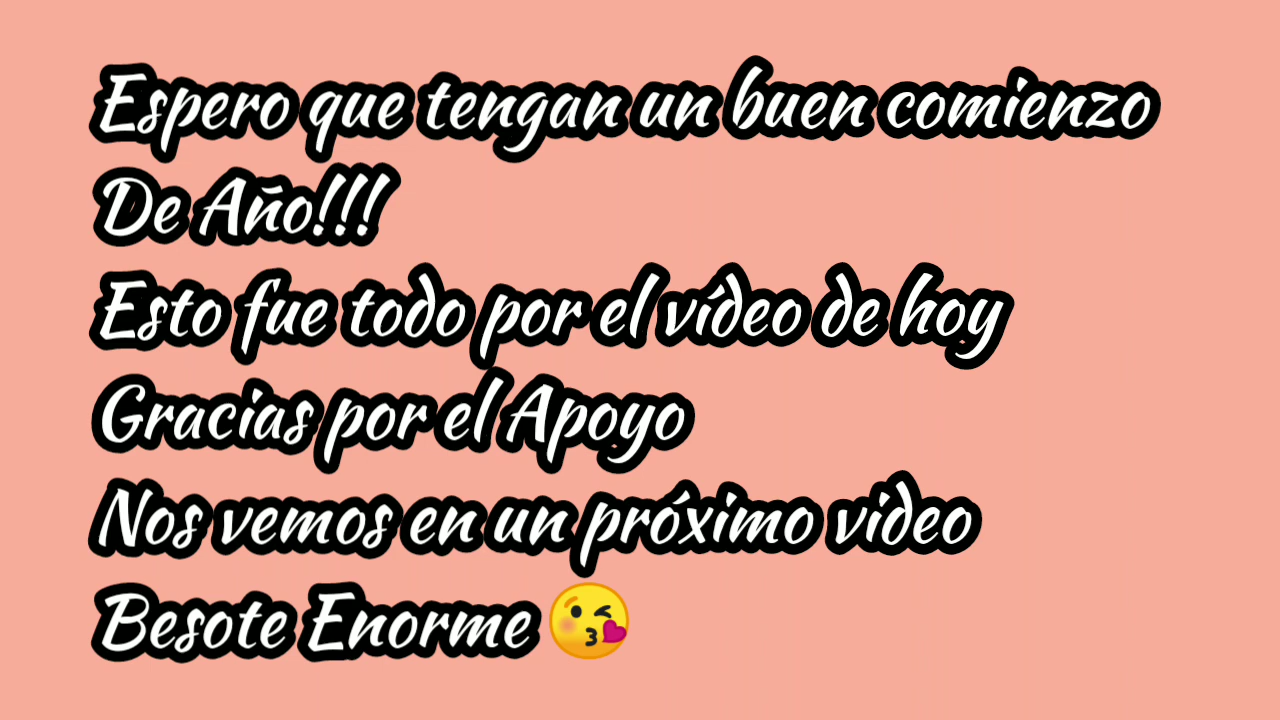 Espero que tengan un buen comienzo
De Año!!!
Esto fue todo por el vídeo de hoy
Gracias por el Apoyo
Nos vemos en un próximo video
Besote Enorme 😘